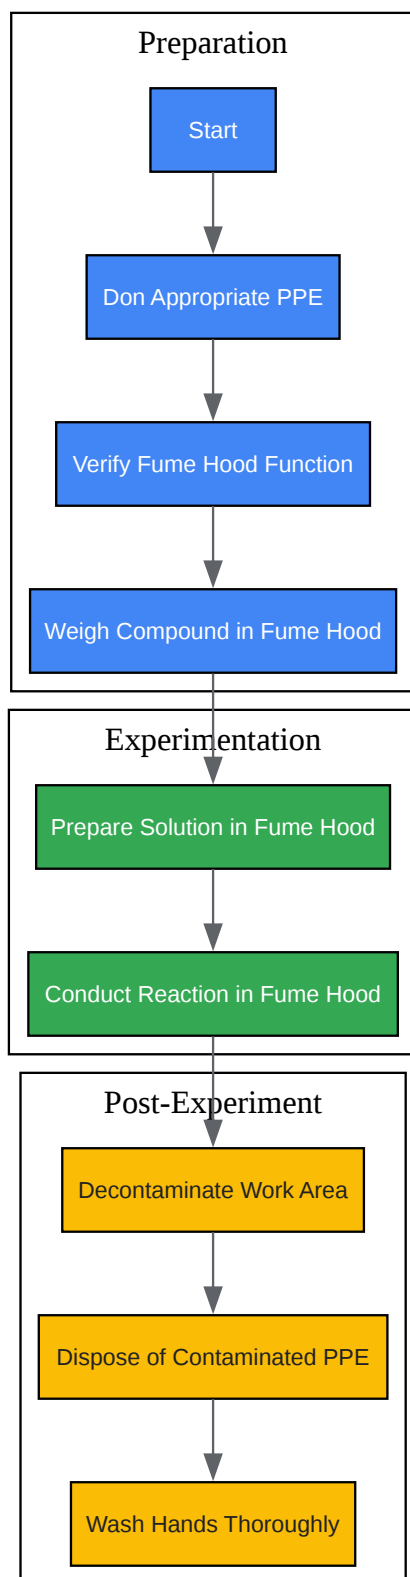 Preparation
Start
Don Appropriate PPE
Verify Fume Hood Function
Weigh Compound in Fume Hood
Experimentation
Prepare Solution in Fume Hood
Conduct Reaction in Fume Hood
Post-Experiment
Decontaminate Work Area
Dispose of Contaminated PPE
Wash Hands Thoroughly